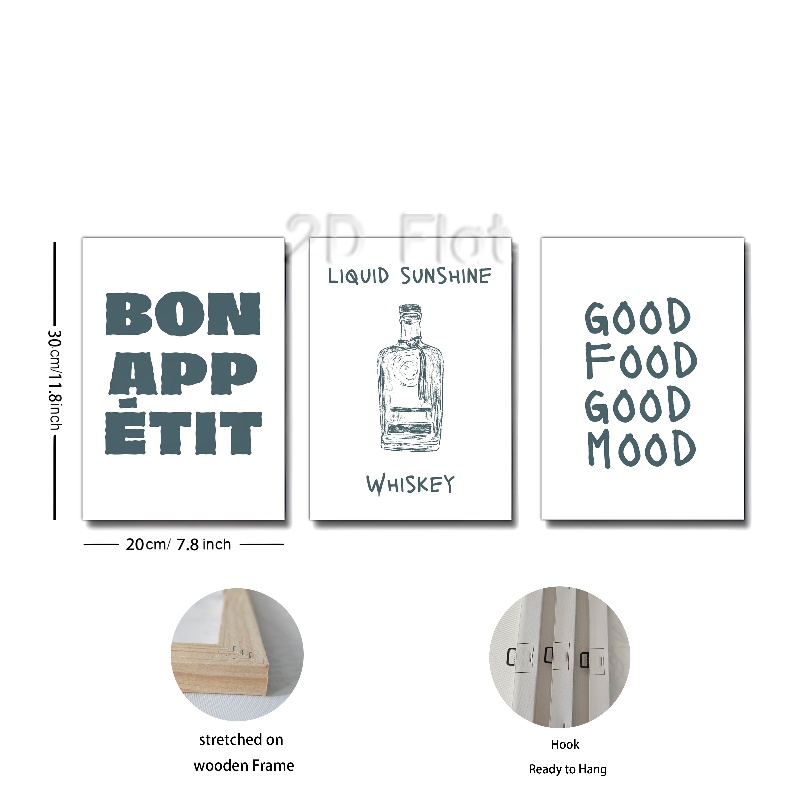 2D Flat
BON
APP
ÉTIT
LIQUID SUNSHINE
WHISKEY
GOOD
FOOD
GOOD
MOOD
30cm/11.8inch
20cm/ 7.8 inch
stretched on
wooden Frame
Hook
Ready to Hang